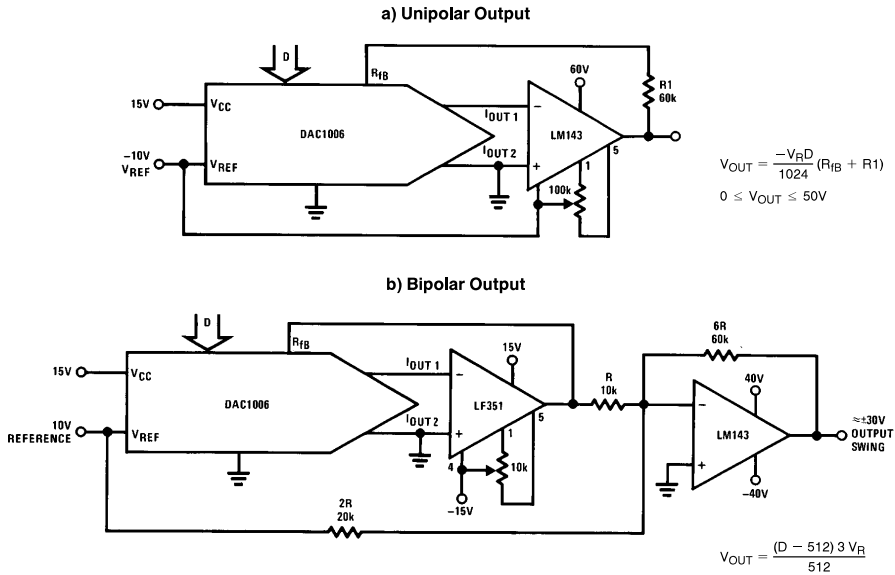 a) Unipolar Output
D
RfB
60V
R1
60k
15V
VCC
IOUT 1
−
DAC1006
LM143
5
−10V
VREF
VREF
IOUT 2
+
1
100k
VOUT = −VRD / 1024 (RfB + R1)
0 ≤ VOUT ≤ 50V
b) Bipolar Output
D
RfB
6R
60k
15V
15V
VCC
IOUT 1
−
R
10k
40V
DAC1006
LF351
5
−
10V
REFERENCE
VREF
IOUT 2
+
1
LM143
≈±30V
OUTPUT
SWING
4
10k
+
−15V
−40V
2R
20k
VOUT = (D − 512) 3 VR / 512